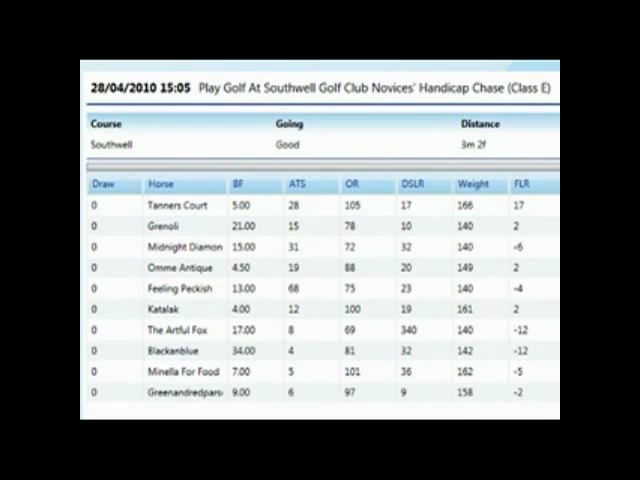 28/04/2010 15:05 Play Golf At Southwell Golf Club Novices' Handicap Chase (Class E)
Course Going Distance
Southwell Good 3m 2f
Draw Horse BF ATS OR DSLR Weight FLR
0 Tanners Court 5.00 28 105 17 166 17
0 Grenoli 21.00 15 78 10 140 2
0 Midnight Diamon 15.00 31 72 32 140 -6
0 Omme Antique 4.50 19 88 20 149 2
0 Feeling Peckish 13.00 68 75 23 140 -4
0 Katalak 4.00 12 100 19 161 2
0 The Artful Fox 17.00 8 69 340 140 -12
0 Blackanblue 34.00 4 81 32 142 -12
0 Minella For Food 7.00 5 101 36 162 -5
0 Greenandredpars 9.00 6 97 9 158 -2